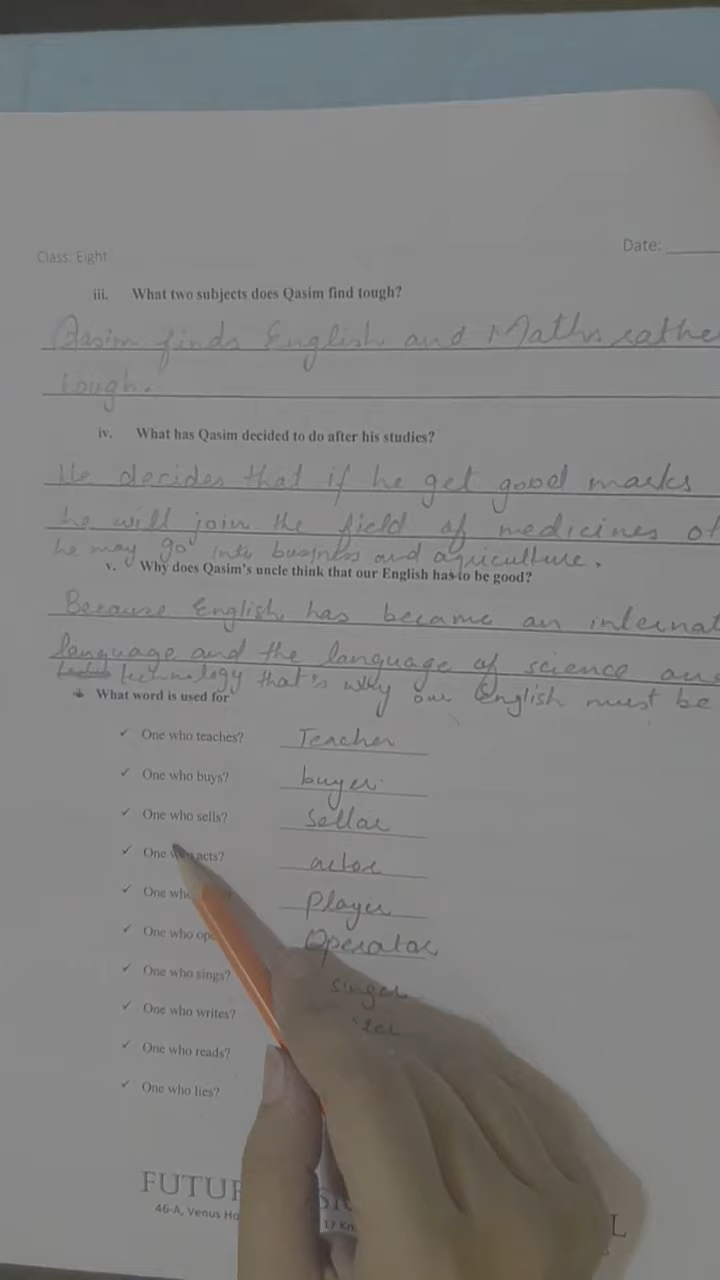 Class: Eight
Date:
iii. What two subjects does Qasim find tough?
Qasim finds English and Maths rathe
tough.
iv. What has Qasim decided to do after his studies?
He decides that if he get good marks
he will join the field of medicines ot
he may go into business and agriculture.
v. Why does Qasim's uncle think that our English has to be good?
Because English has became an internat
language and the language of science and
technology that's why our English must be
What word is used for
✓ One who teaches? Teacher
✓ One who buys? buyer
✓ One who sells? Sellar
✓ One acts? actor
✓ One who Player
✓ One who ope Operator
✓ One who sings? singer
✓ One who writes?
✓ One who reads?
✓ One who lies?
FUTUR
46-A, Venus Ho